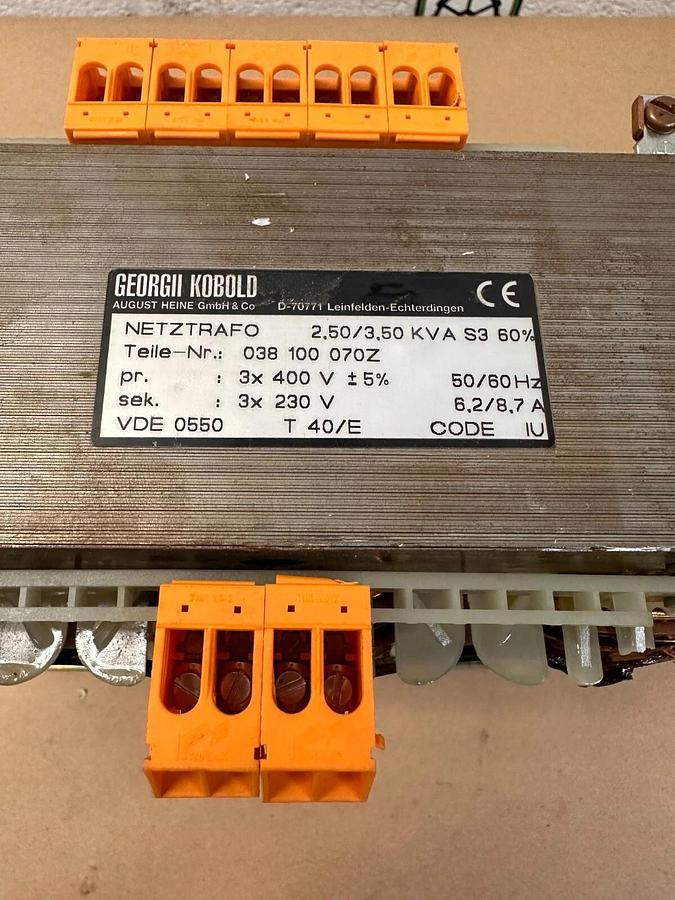 GEORGII KOBOLD
AUGUST HEINE GmbH & Co D-70771 Leinfelden-Echterdingen CE
NETZTRAFO 2,50/3,50 KVA S3 60%
Teile-Nr.: 038 100 070Z
pr. : 3x 400 V ±5% 50/60Hz
sek. : 3x 230 V 6,2/8,7 A
VDE 0550 T 40/E CODE IU